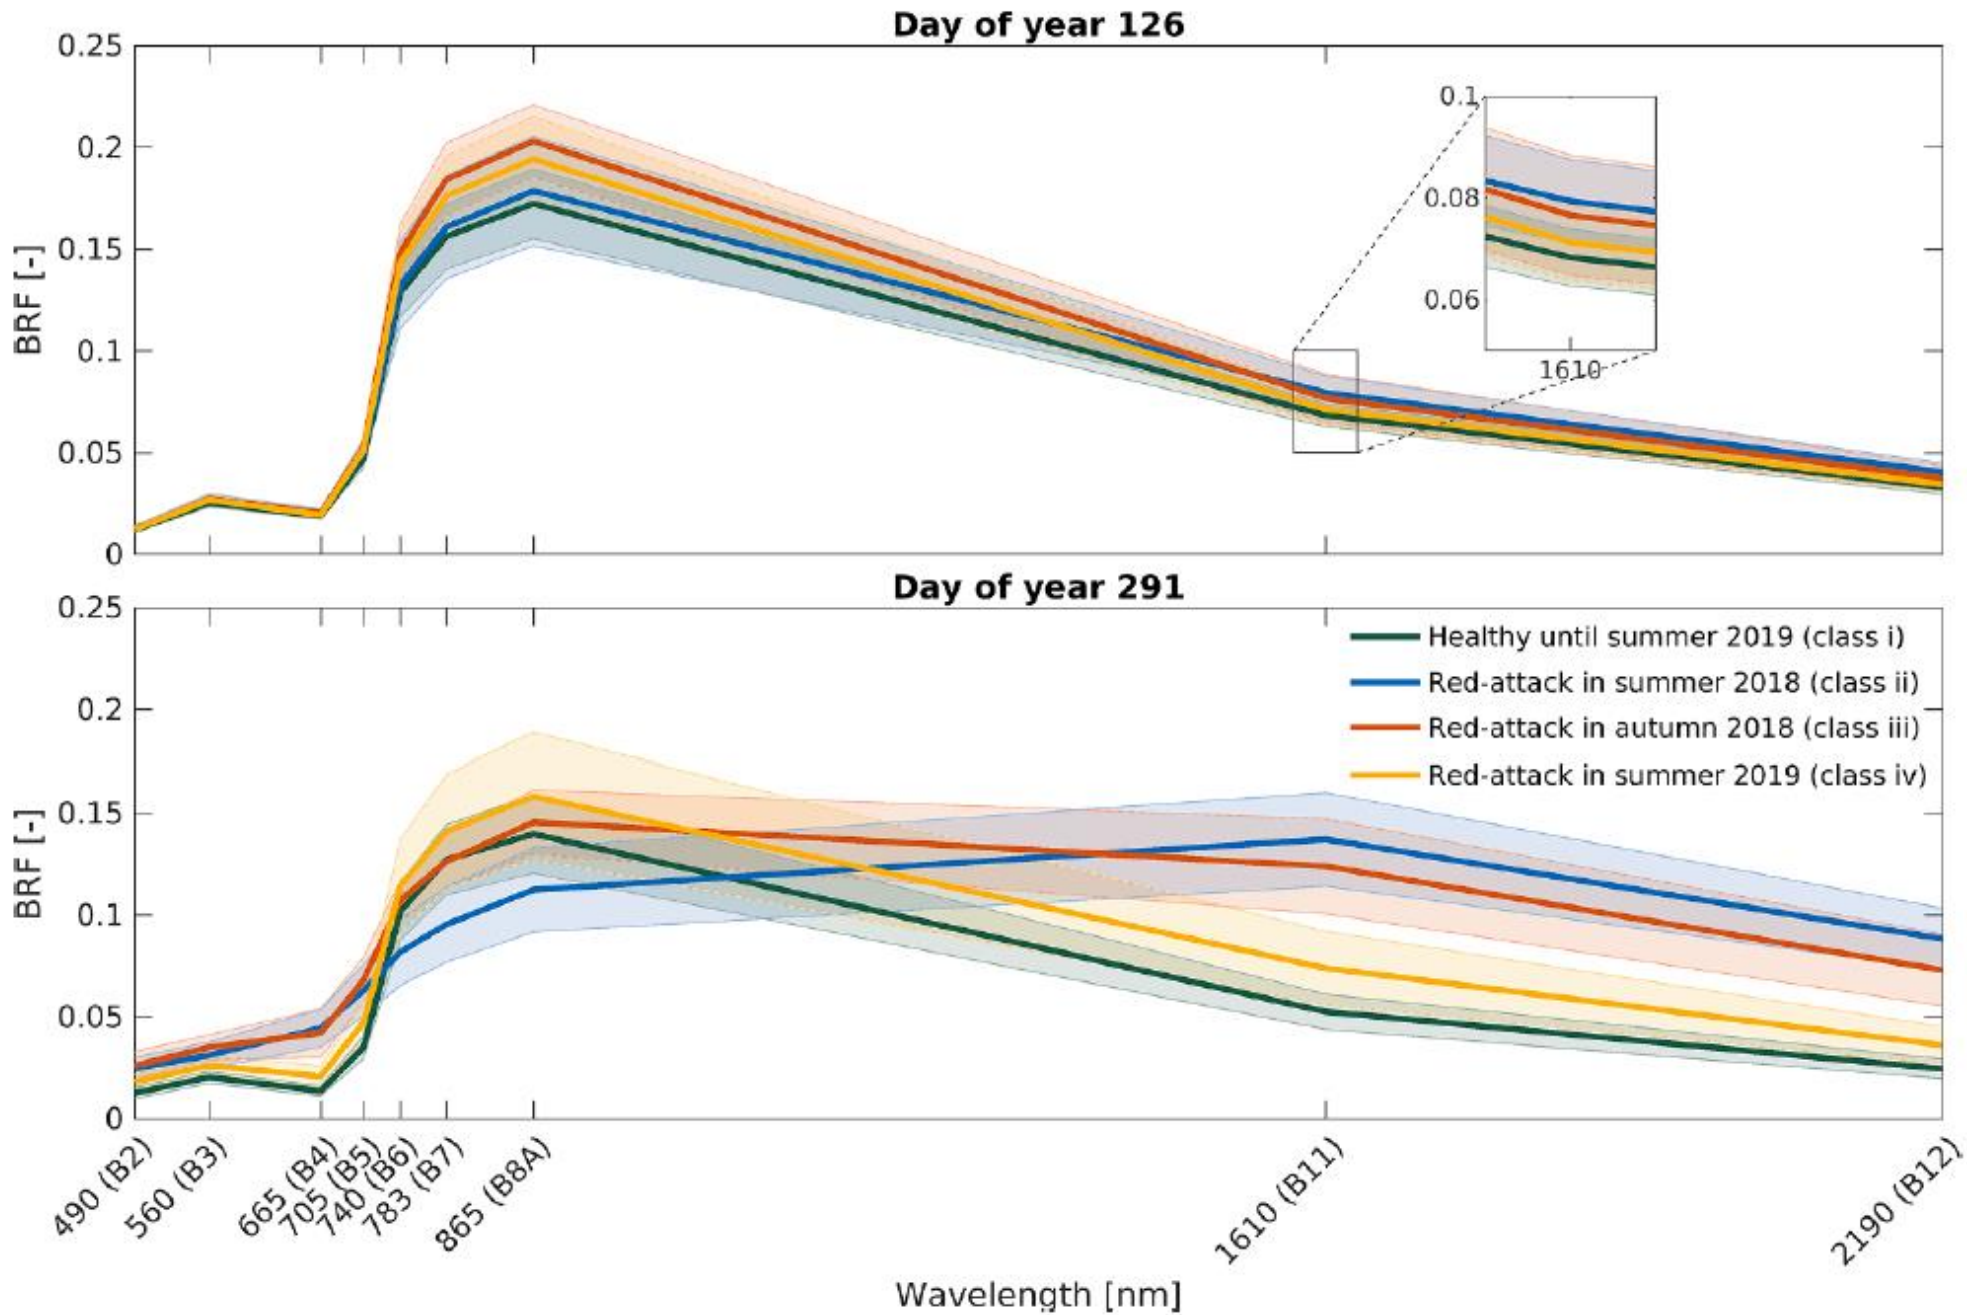 Day of year 126
0.25
0.2
0.15
0.1
0.05
0
BRF [-]
0.1
0.08
0.06
1610
Day of year 291
0.25
0.2
0.15
0.1
0.05
0
BRF [-]
Healthy until summer 2019 (class i)
Red-attack in summer 2018 (class ii)
Red-attack in autumn 2018 (class iii)
Red-attack in summer 2019 (class iv)
490 (B2)
560 (B3)
665 (B4)
705 (B5)
740 (B6)
783 (B7)
865 (B8A)
1610 (B11)
2190 (B12)
Wavelength [nm]